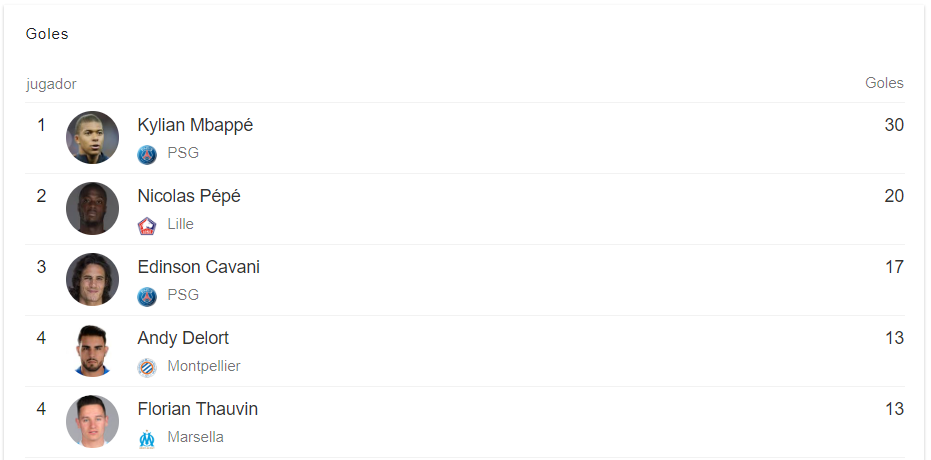 Goles
jugador Goles
1 Kylian Mbappé 30
PSG
2 Nicolas Pépé 20
Lille
3 Edinson Cavani 17
PSG
4 Andy Delort 13
Montpellier
4 Florian Thauvin 13
Marsella